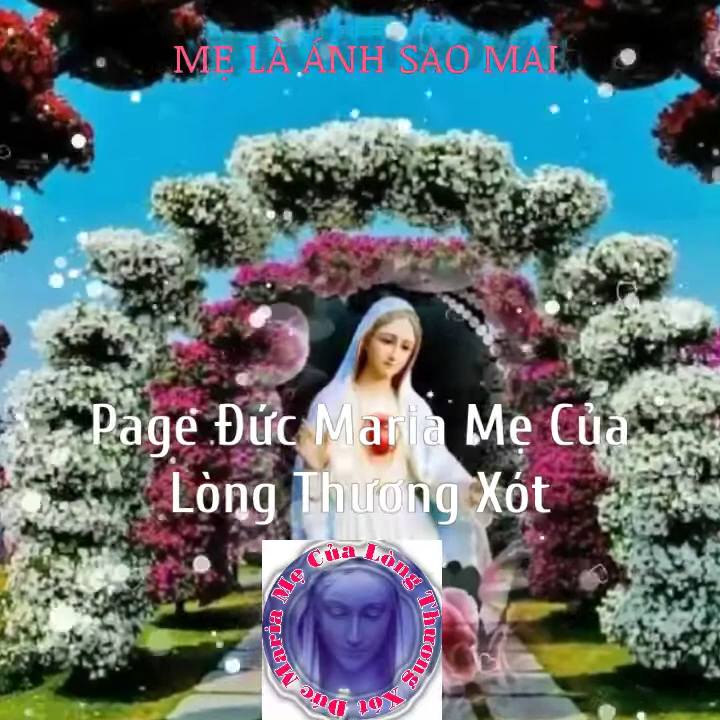 MẸ LÀ ÁNH SAO MAI
Page Đức Maria Mẹ Của
Lòng Thương Xót
Đức Maria Mẹ Của Lòng Thương Xót